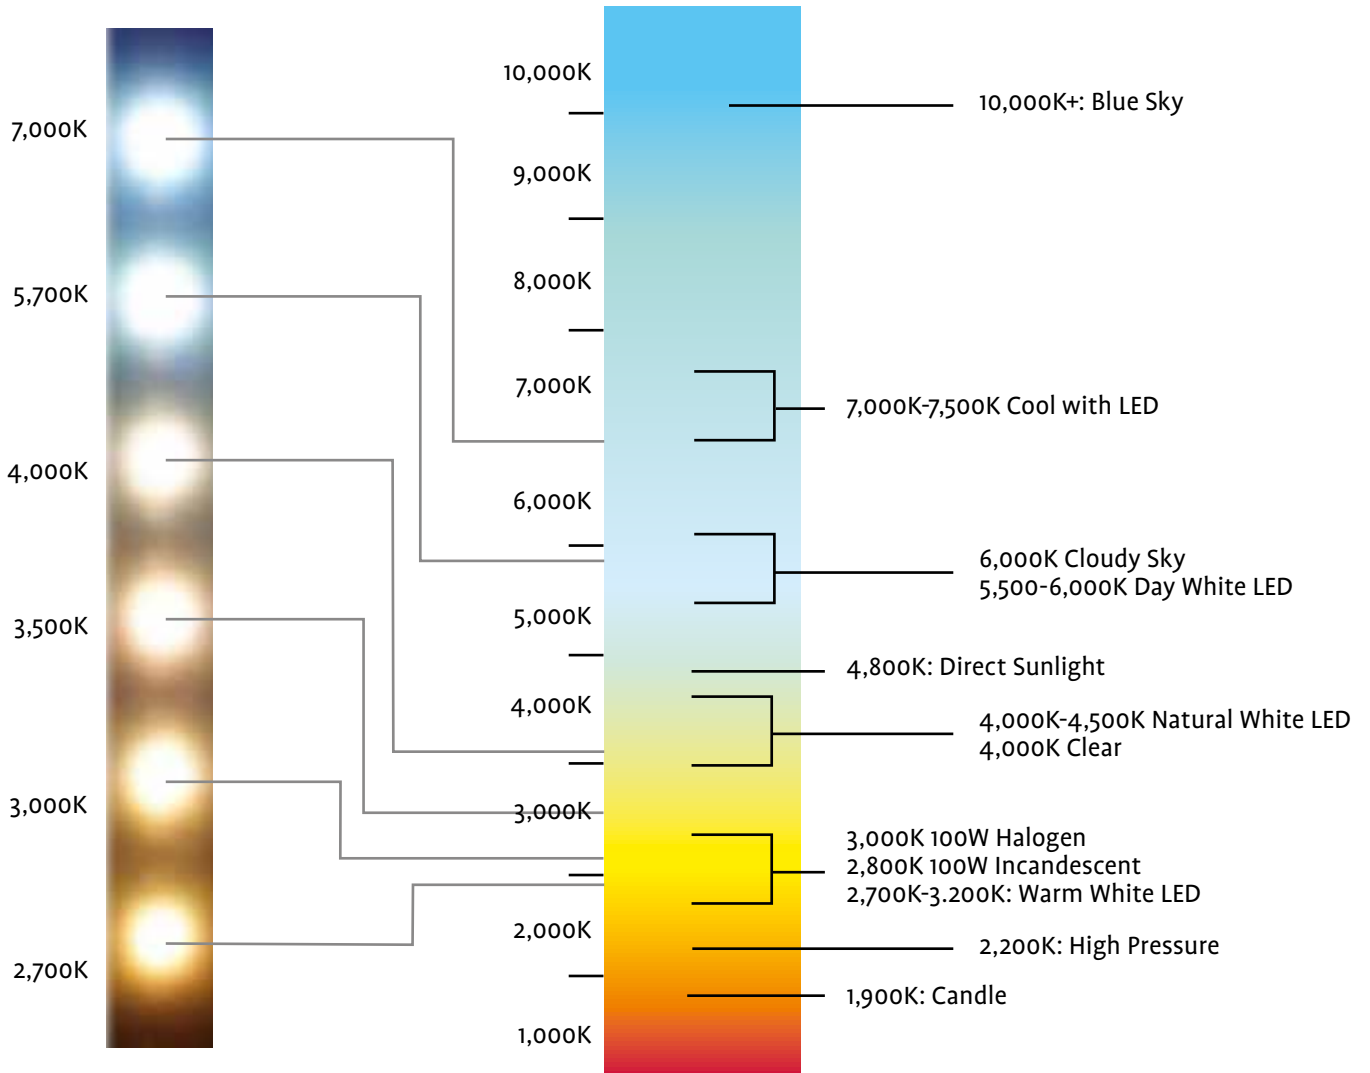 7,000K
5,700K
4,000K
3,500K
3,000K
2,700K
10,000K
9,000K
8,000K
7,000K
6,000K
5,000K
4,000K
3,000K
2,000K
1,000K
10,000K+: Blue Sky
7,000K-7,500K Cool with LED
6,000K Cloudy Sky
5,500-6,000K Day White LED
4,800K: Direct Sunlight
4,000K-4,500K Natural White LED
4,000K Clear
3,000K 100W Halogen
2,800K 100W Incandescent
2,700K-3.200K: Warm White LED
2,200K: High Pressure
1,900K: Candle